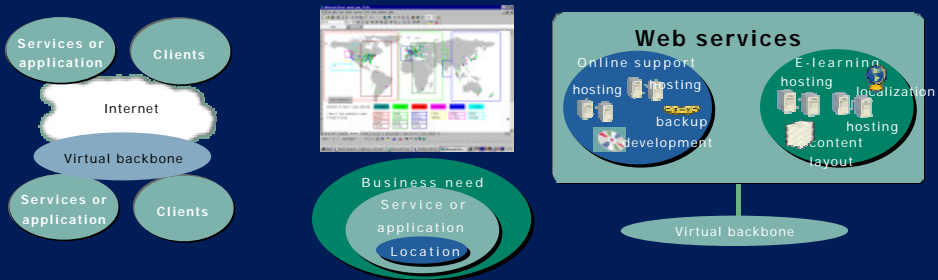 Services or
application
Clients
Internet
Virtual backbone
Services or
application
Clients
Business need
Service or
application
Location
Web services
Online support
hosting
hosting
backup
development
E-learning
hosting
localization
hosting
content
layout
Virtual backbone